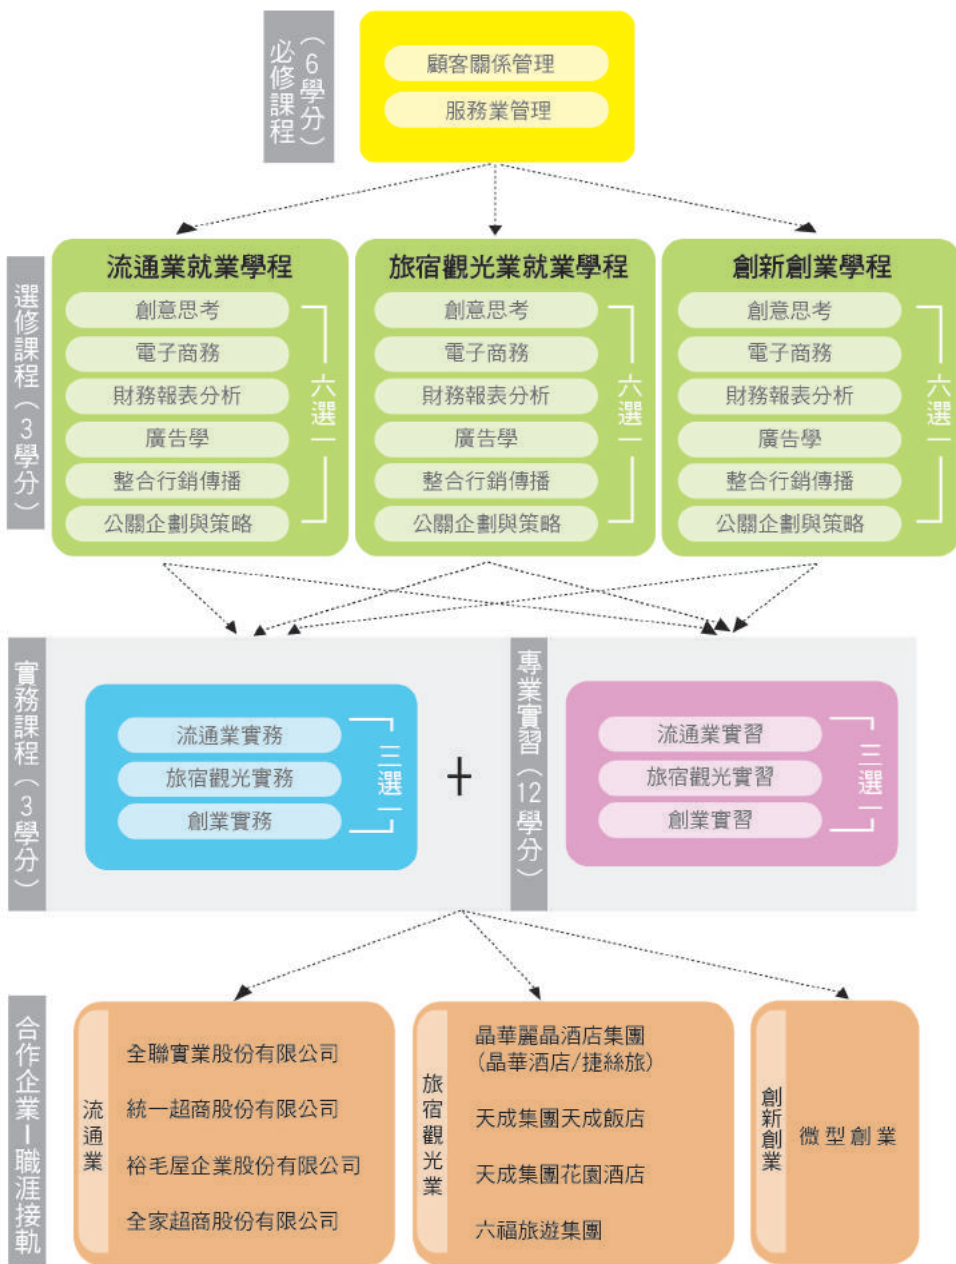 必修課程（6學分）
顧客關係管理
服務業管理
選修課程（3學分）
流通業就業學程
創意思考
電子商務
財務報表分析
廣告學
整合行銷傳播
公關企劃與策略
六選一
旅宿觀光業就業學程
創意思考
電子商務
財務報表分析
廣告學
整合行銷傳播
公關企劃與策略
六選一
創新創業學程
創意思考
電子商務
財務報表分析
廣告學
整合行銷傳播
公關企劃與策略
六選一
實務課程（3學分）
流通業實務
旅宿觀光實務
創業實務
三選一
+
專業實習（12學分）
流通業實習
旅宿觀光實習
創業實習
三選一
合作企業－職涯接軌
流通業
全聯實業股份有限公司
統一超商股份有限公司
裕毛屋企業股份有限公司
全家超商股份有限公司
旅宿觀光業
晶華麗晶酒店集團
(晶華酒店/捷絲旅)
天成集團天成飯店
天成集團花園酒店
六福旅遊集團
創新創業
微型創業